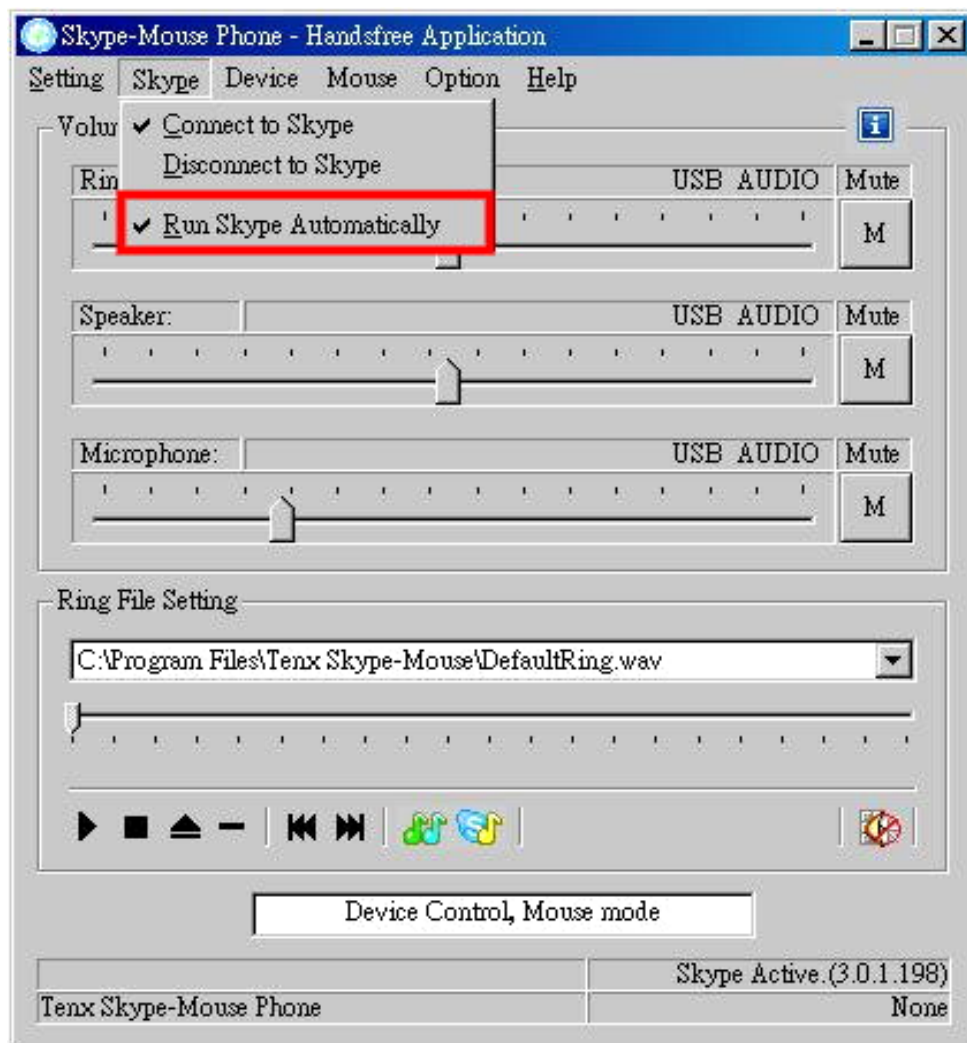 Skype-Mouse Phone - Handsfree Application
Setting Skype Device Mouse Option Help
Volur
Connect to Skype
Disconnect to Skype
Run Skype Automatically
Rin USB AUDIO Mute
M
Speaker: USB AUDIO Mute
M
Microphone: USB AUDIO Mute
M
Ring File Setting
C:\Program Files\Tenx Skype-Mouse\DefaultRing.wav
Device Control, Mouse mode
Skype Active.(3.0.1.198)
Tenx Skype-Mouse Phone None